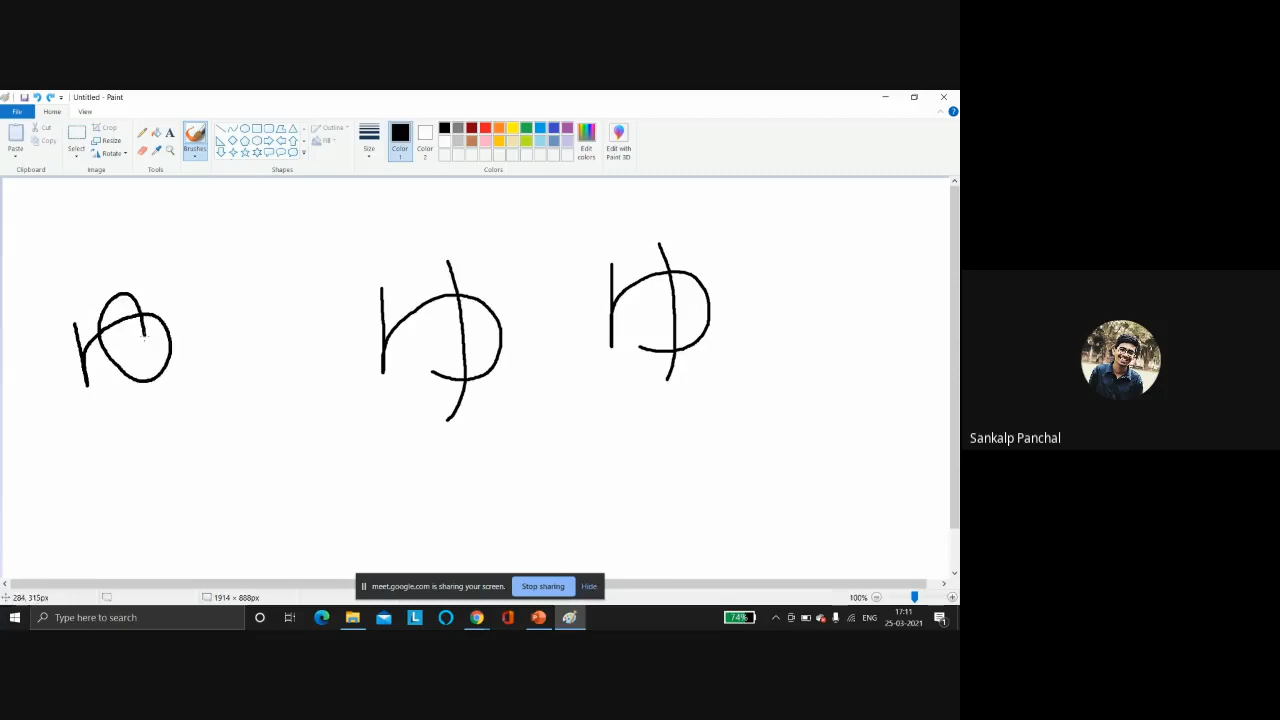 Untitled - Paint
File Home View
Paste
Cut
Copy
Clipboard
Select
Crop
Resize
Rotate
Image
A
Tools
Brushes
Outline
Fill
Shapes
Size
Color 1
Color 2
Edit colors
Edit with Paint 3D
Colors
Sankalp Panchal
meet.google.com is sharing your screen. Stop sharing Hide
284, 315px
1914 × 888px
100%
Type here to search
74%
ENG
17:11
25-03-2021